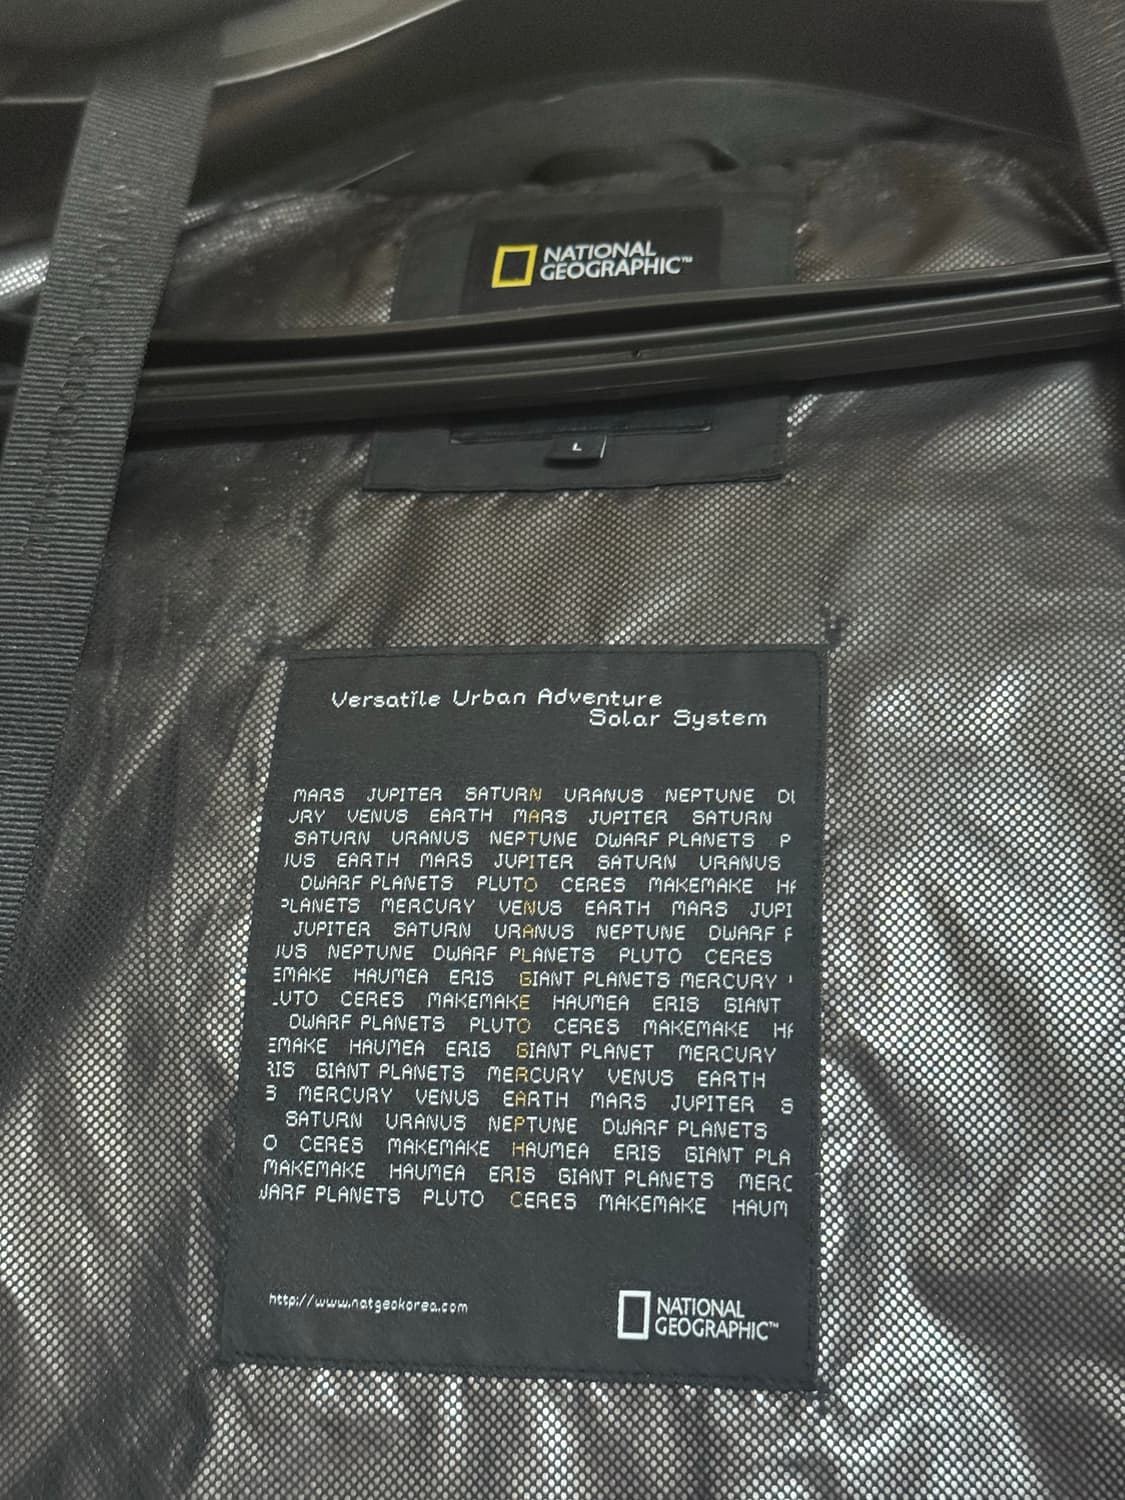 NATIONAL
GEOGRAPHIC™
L
Versatile Urban Adventure
Solar System
MARS JUPITER SATURN URANUS NEPTUNE
VENUS EARTH MARS JUPITER SATURN
SATURN URANUS NEPTUNE DWARF PLANETS P
EARTH MARS JUPITER SATURN URANUS
DWARF PLANETS PLUTO CERES MAKEMAKE
PLANETS MERCURY VENUS EARTH MARS JUPI
JUPITER SATURN URANUS NEPTUNE DWARF
US NEPTUNE DWARF PLANETS PLUTO CERES
EMAKE HAUMEA ERIS GIANT PLANETS MERCURY
UTO CERES MAKEMAKE HAUMEA ERIS GIANT
DWARF PLANETS PLUTO CERES MAKEMAKE
EMAKE HAUMEA ERIS GIANT PLANET MERCURY
RIS GIANT PLANETS MERCURY VENUS EARTH
S MERCURY VENUS EARTH MARS JUPITER S
SATURN URANUS NEPTUNE DWARF PLANETS
O CERES MAKEMAKE HAUMEA ERIS GIANT PLA
MAKEMAKE HAUMEA ERIS GIANT PLANETS MERC
ARF PLANETS PLUTO CERES MAKEMAKE HAUM
http://www.natgeokorea.com
NATIONAL
GEOGRAPHIC™